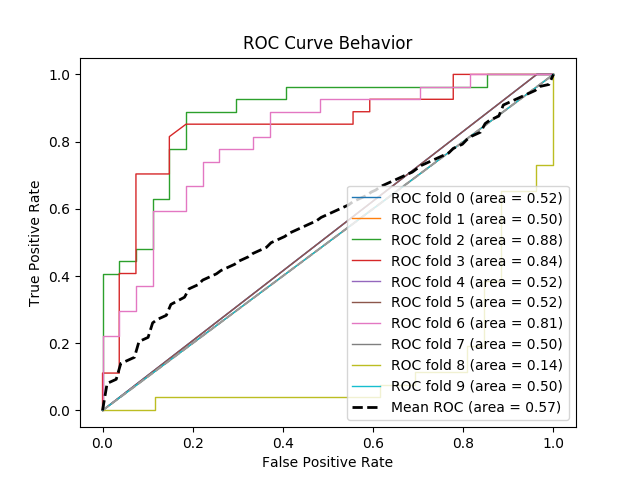 ROC Curve Behavior
True Positive Rate
1.0
0.8
0.6
0.4
0.2
0.0
ROC fold 0 (area = 0.52)
ROC fold 1 (area = 0.50)
ROC fold 2 (area = 0.88)
ROC fold 3 (area = 0.84)
ROC fold 4 (area = 0.52)
ROC fold 5 (area = 0.52)
ROC fold 6 (area = 0.81)
ROC fold 7 (area = 0.50)
ROC fold 8 (area = 0.14)
ROC fold 9 (area = 0.50)
Mean ROC (area = 0.57)
0.0 0.2 0.4 0.6 0.8 1.0
False Positive Rate